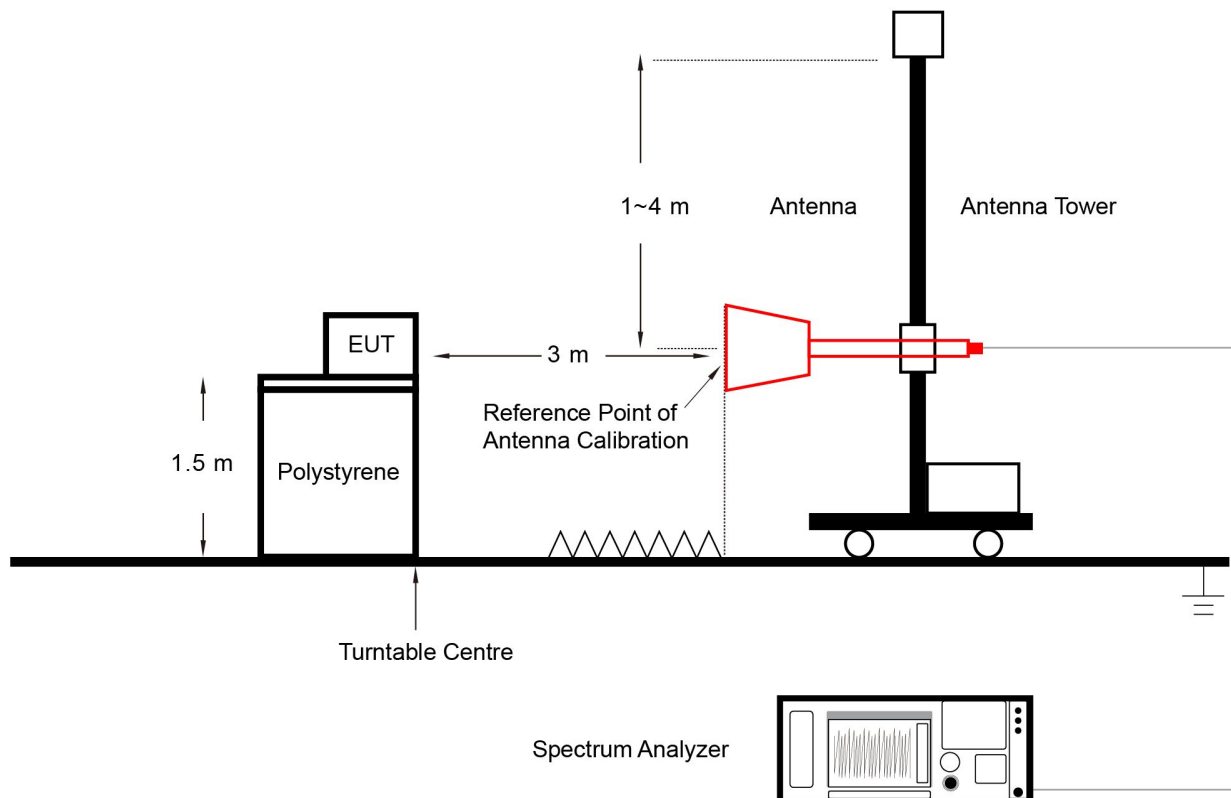 1~4 m
Antenna
Antenna Tower
EUT
3 m
Reference Point of
Antenna Calibration
1.5 m
Polystyrene
Turntable Centre
Spectrum Analyzer